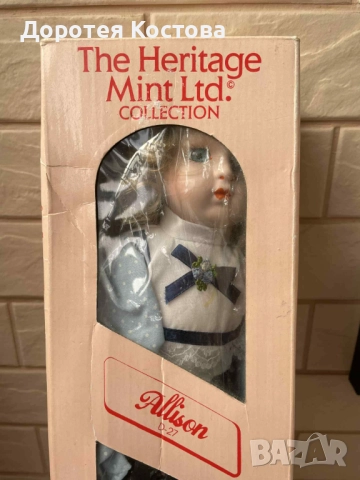 Доротея Костова
The Heritage
Mint Ltd.©
COLLECTION
Allison
D-27
BAZAR